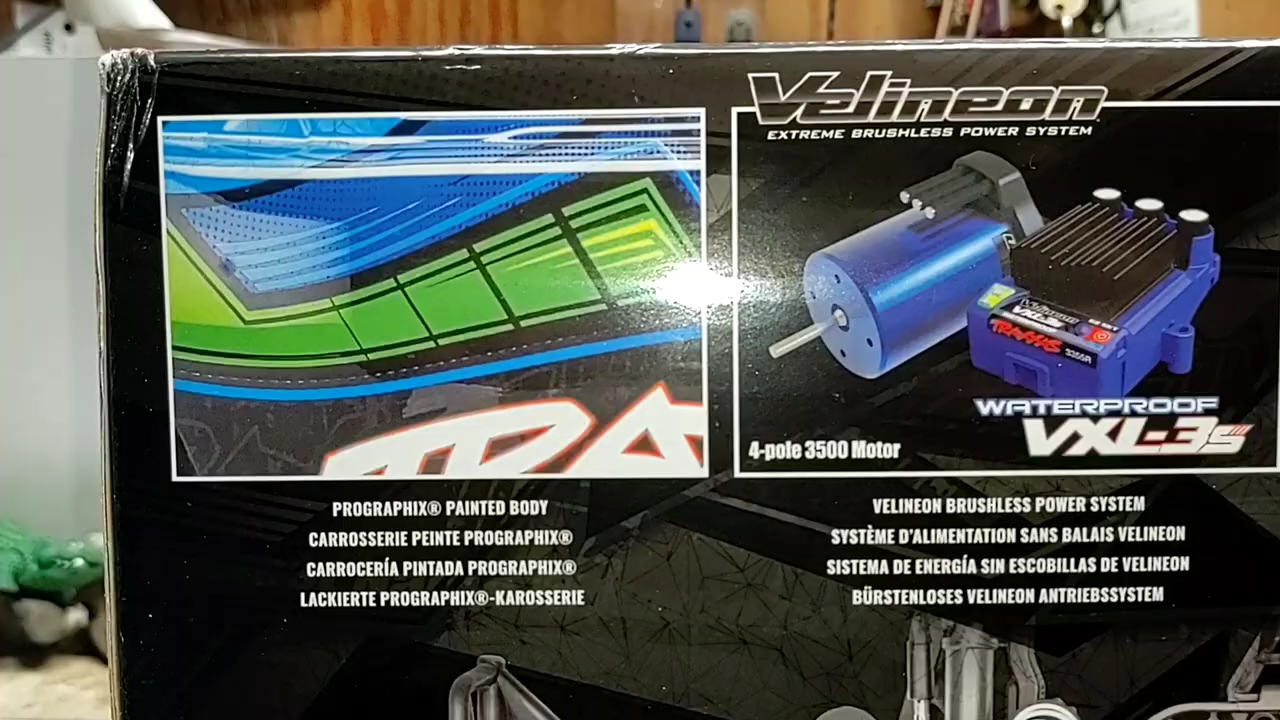 Velineon
EXTREME BRUSHLESS POWER SYSTEM
Velineon
VXL-3s
TRAXXAS
3355R
WATERPROOF
VXL-3s
4-pole 3500 Motor
TRA
PROGRAPHIX® PAINTED BODY
CARROSSERIE PEINTE PROGRAPHIX®
CARROCERÍA PINTADA PROGRAPHIX®
LACKIERTE PROGRAPHIX®-KAROSSERIE
VELINEON BRUSHLESS POWER SYSTEM
SYSTÈME D'ALIMENTATION SANS BALAIS VELINEON
SISTEMA DE ENERGÍA SIN ESCOBILLAS DE VELINEON
BÜRSTENLOSES VELINEON ANTRIEBSSYSTEM